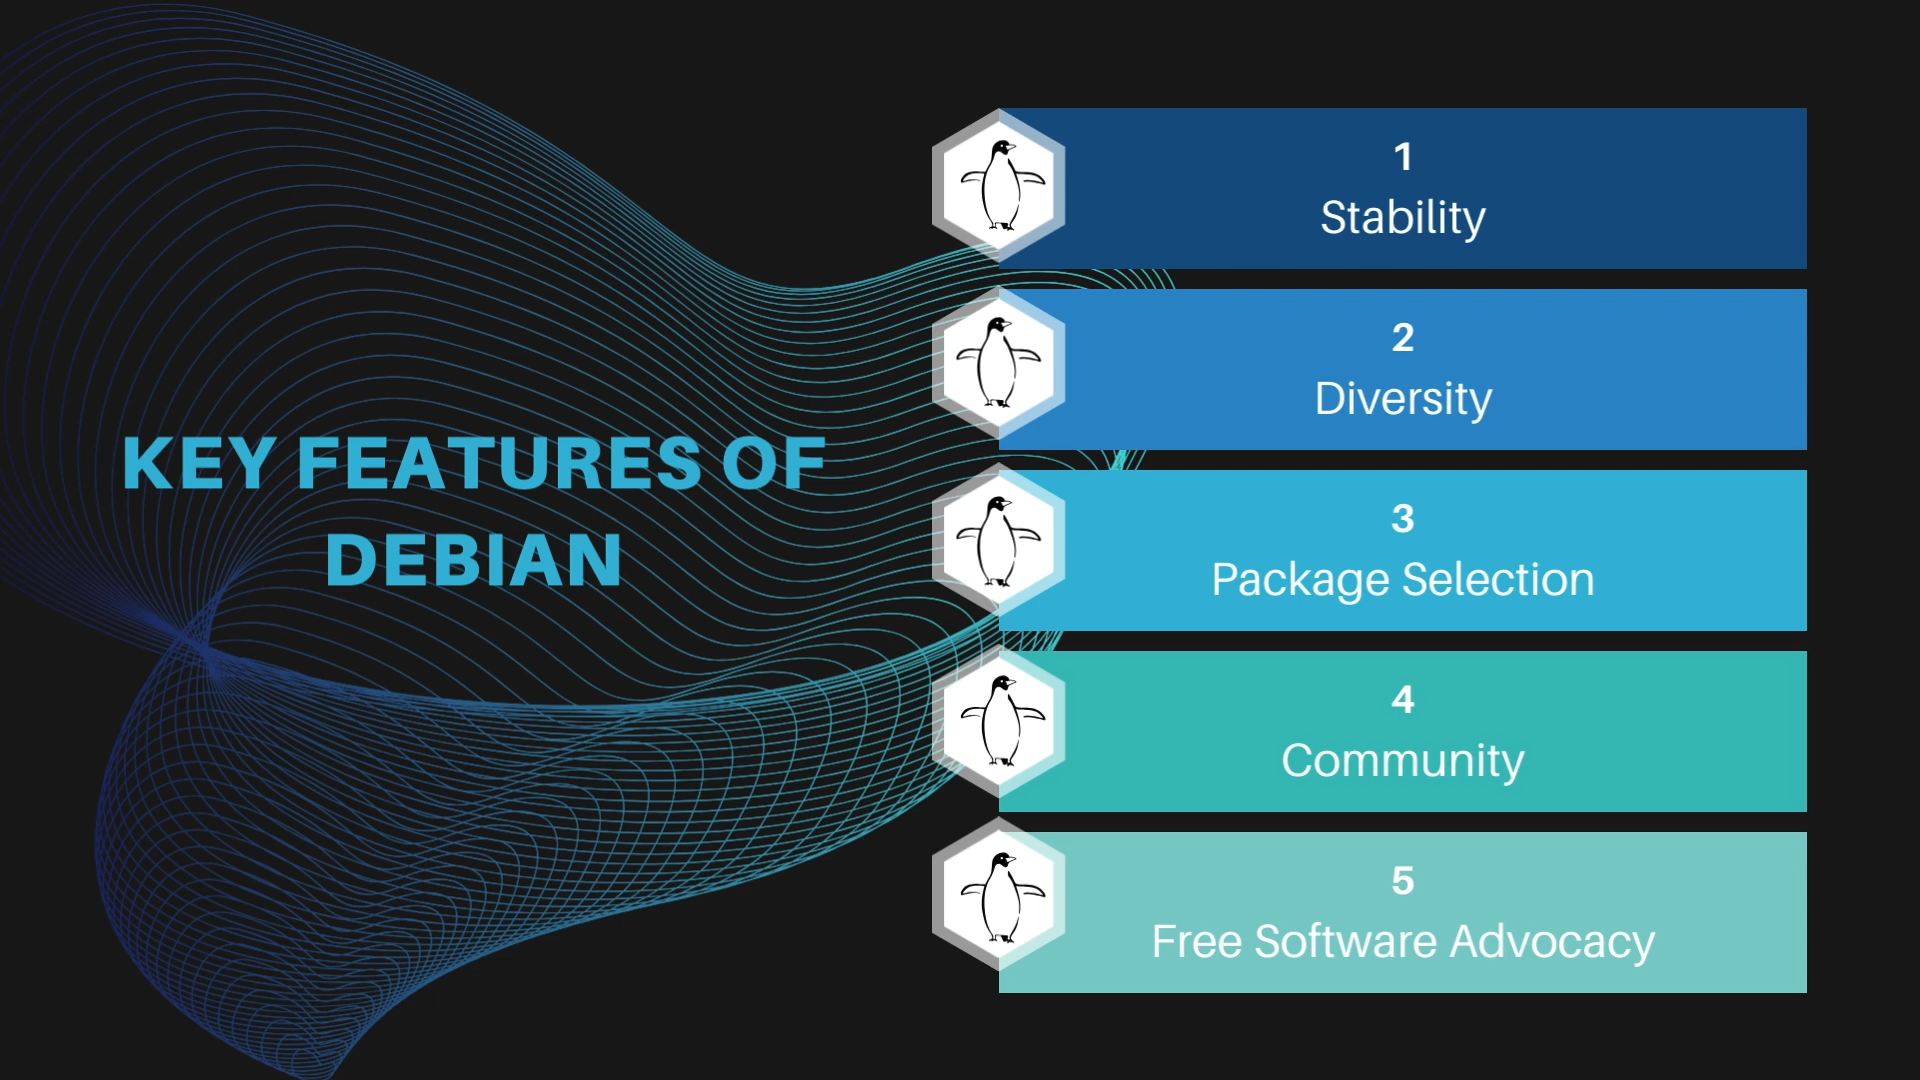 KEY FEATURES OF
DEBIAN
1
Stability
2
Diversity
3
Package Selection
4
Community
5
Free Software Advocacy